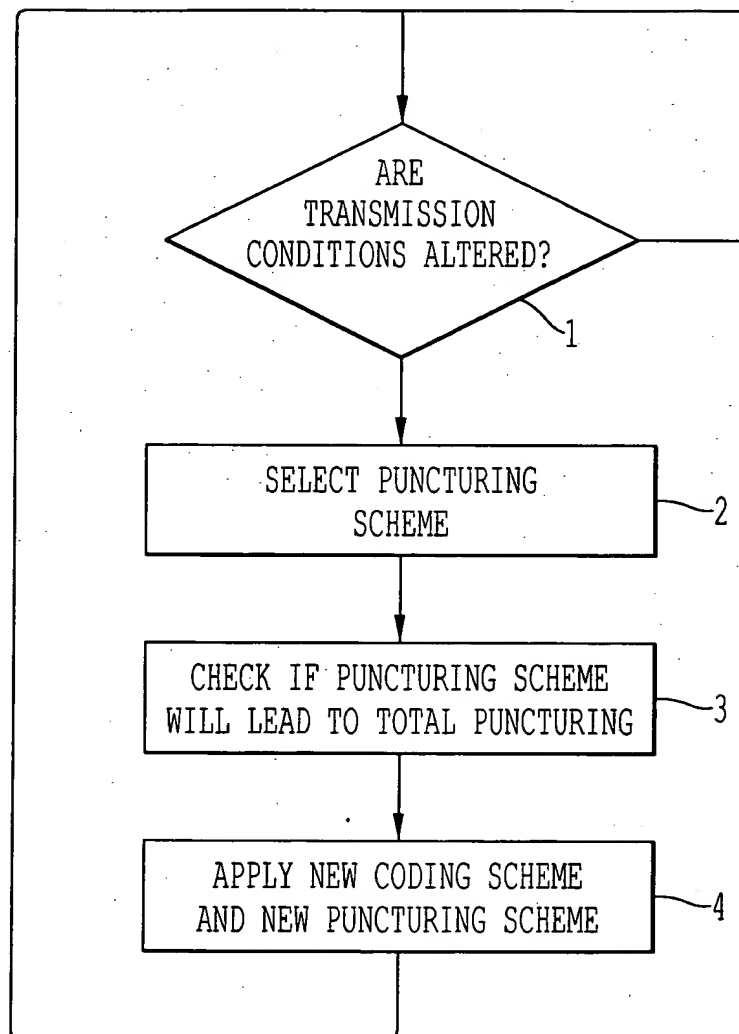 ARE
TRANSMISSION
CONDITIONS ALTERED?
1
SELECT PUNCTURING
SCHEME
2
CHECK IF PUNCTURING SCHEME
WILL LEAD TO TOTAL PUNCTURING
3
APPLY NEW CODING SCHEME
AND NEW PUNCTURING SCHEME
4